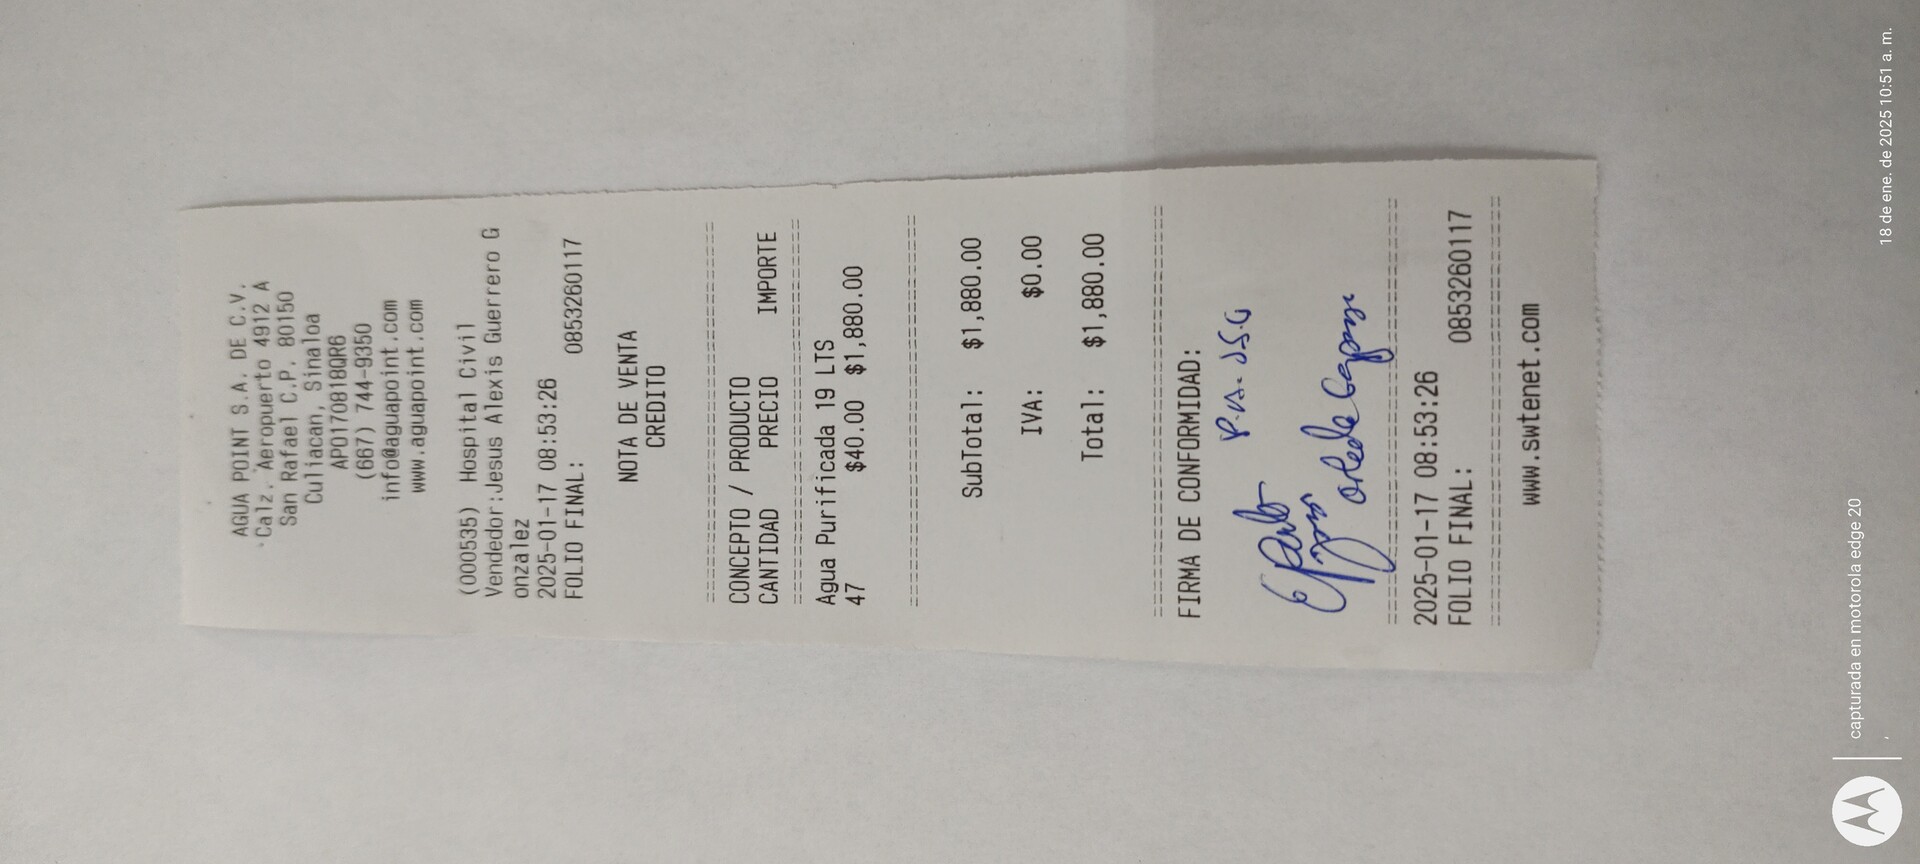 AGUA POINT S.A. DE C.V.
Calz. Aeropuerto 4912 A
San Rafael C.P. 80150
Culiacan, Sinaloa
APO170818QR6
(667) 744-9350
info@aguapoint.com
www.aguapoint.com
(000535) Hospital Civil
Vendedor:Jesus Alexis Guerrero G
onzalez
2025-01-17 08:53:26
FOLIO FINAL: 0853260117
NOTA DE VENTA
CREDITO
CONCEPTO / PRODUCTO
CANTIDAD PRECIO IMPORTE
Agua Purificada 19 LTS
47 $40.00 $1,880.00
SubTotal: $1,880.00
IVA: $0.00
Total: $1,880.00
FIRMA DE CONFORMIDAD:
2025-01-17 08:53:26
FOLIO FINAL: 0853260117
www.swtenet.com
capturada en motorola edge 20
18 de ene. de 2025 10:51 a. m.